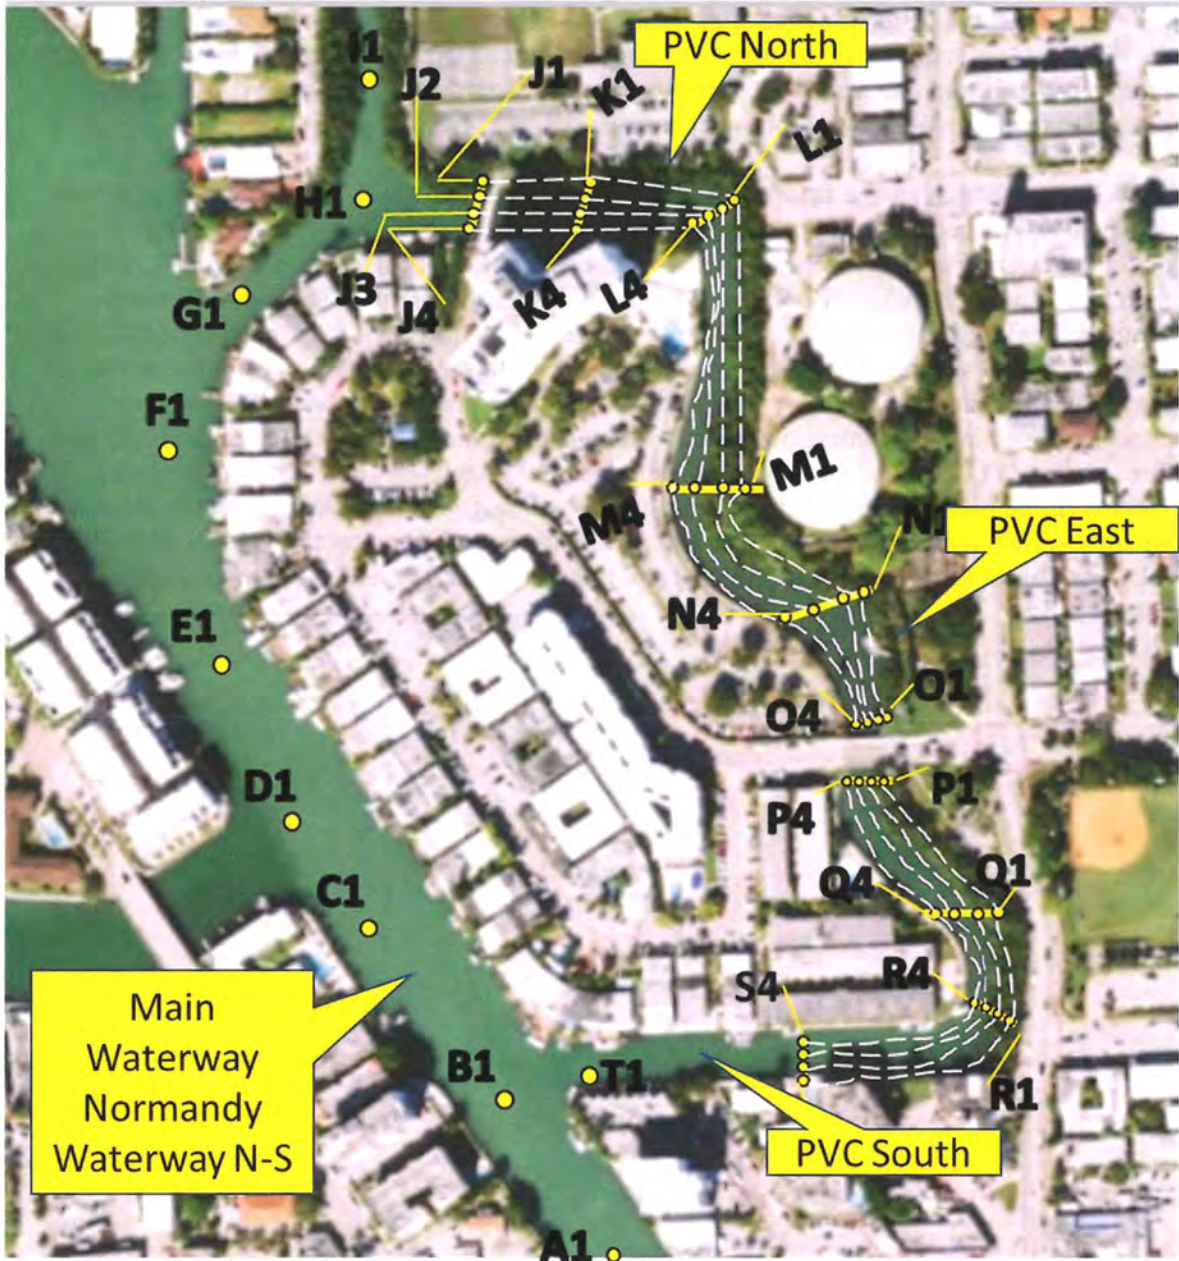 I1
PVC North
J2
J1
K1
L1
H1
J3
J4
K4
L4
G1
F1
M1
M4
N1
PVC East
E1
N4
O4
O1
D1
P4
P1
Q4
Q1
C1
S4
R4
Main
Waterway
Normandy
Waterway N-S
B1
T1
R1
PVC South
A1